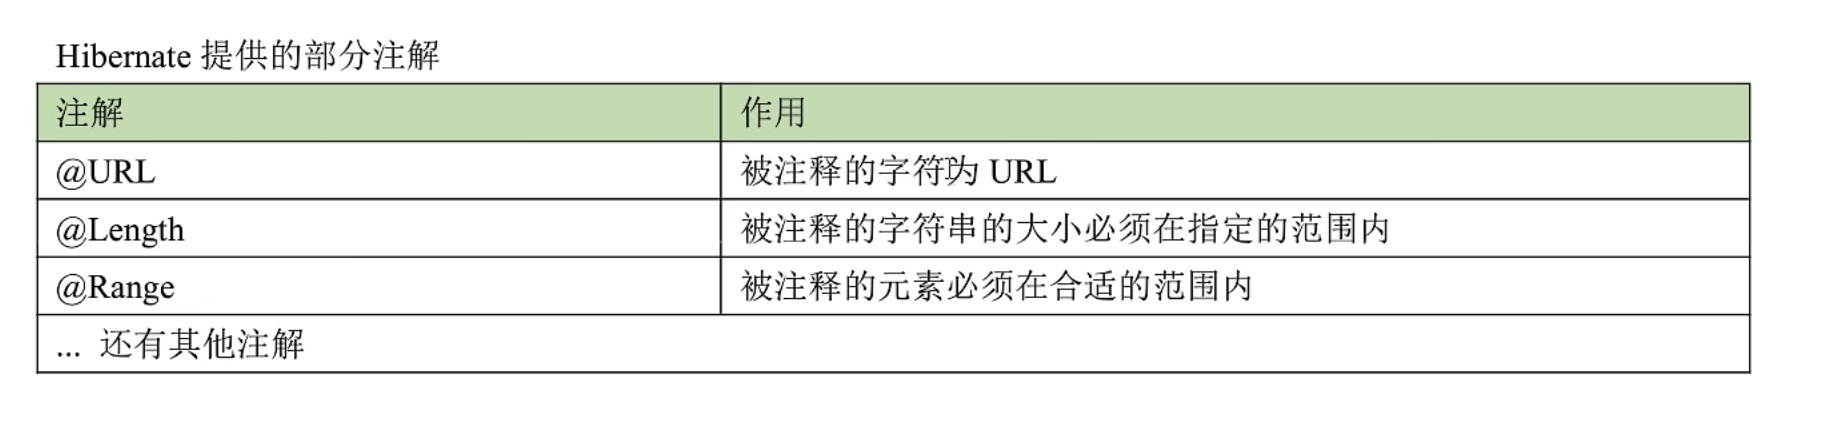 Hibernate 提供的部分注解
注解 作用
@URL 被注释的字符为 URL
@Length 被注释的字符串的大小必须在指定的范围内
@Range 被注释的元素必须在合适的范围内
... 还有其他注解